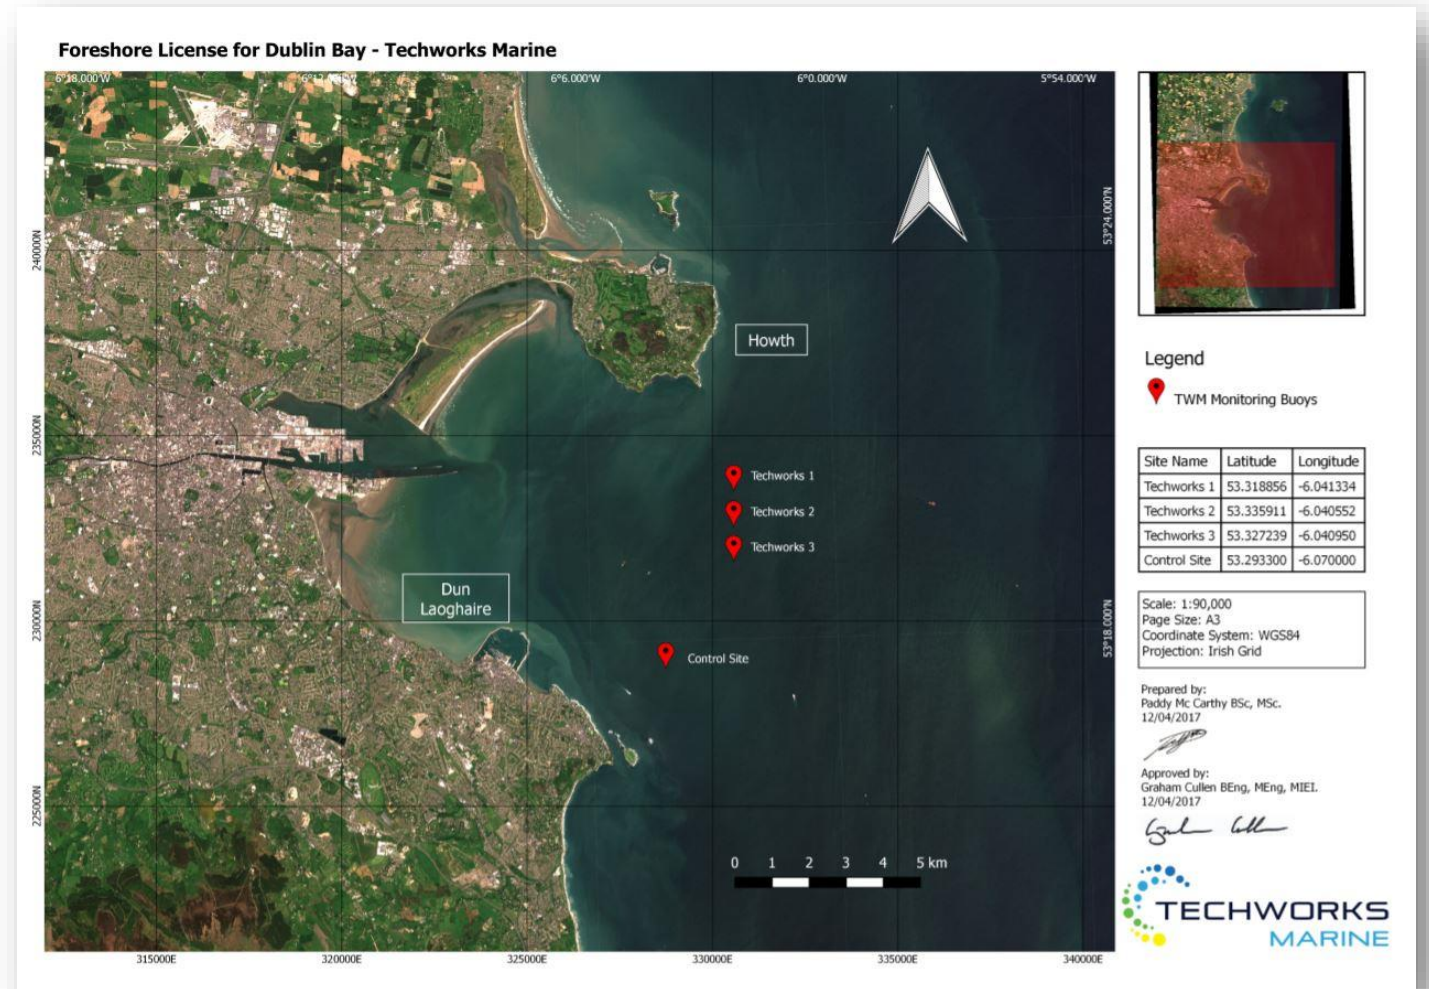 Foreshore License for Dublin Bay - Techworks Marine
6°18.000'W
6°6.000'W 6°0.000'W 5°54.000'W
240000N
235000N
230000N
225000N
53°24.000'N
53°18.000'N
Howth
Techworks 1
Techworks 2
Techworks 3
Dun
Laoghaire
Control Site
0 1 2 3 4 5 km
315000E 320000E 325000E 330000E 335000E 340000E
Legend
TWM Monitoring Buoys
Site Name Latitude Longitude
Techworks 1 53.318856 -6.041334
Techworks 2 53.335911 -6.040552
Techworks 3 53.327239 -6.040950
Control Site 53.293300 -6.070000
Scale: 1:90,000
Page Size: A3
Coordinate System: WGS84
Projection: Irish Grid
Prepared by:
Paddy Mc Carthy BSc, MSc.
12/04/2017
Approved by:
Graham Cullen BEng, MEng, MIEI.
12/04/2017
TECHWORKS
MARINE